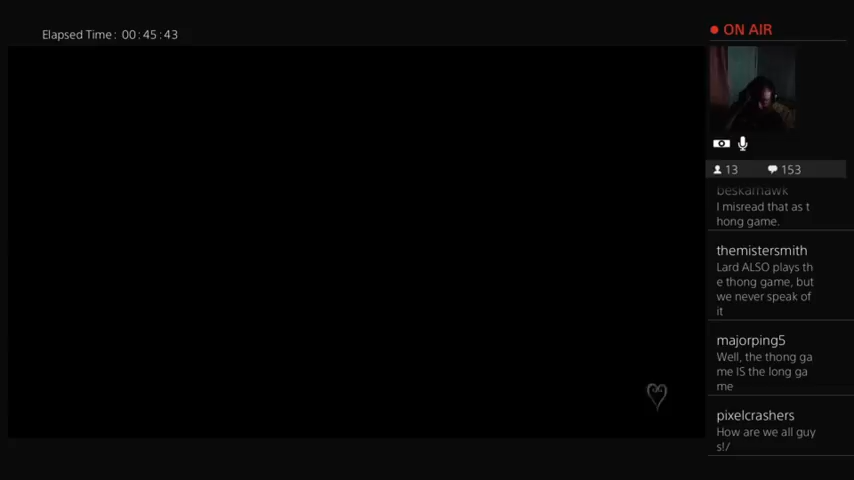 Elapsed Time: 00:45:43
ON AIR
13 153
beskarhawk
I misread that as t
hong game.
themistersmith
Lard ALSO plays th
e thong game, but
we never speak of
it
majorping5
Well, the thong ga
me IS the long ga
me
pixelcrashers
How are we all guy
s!/